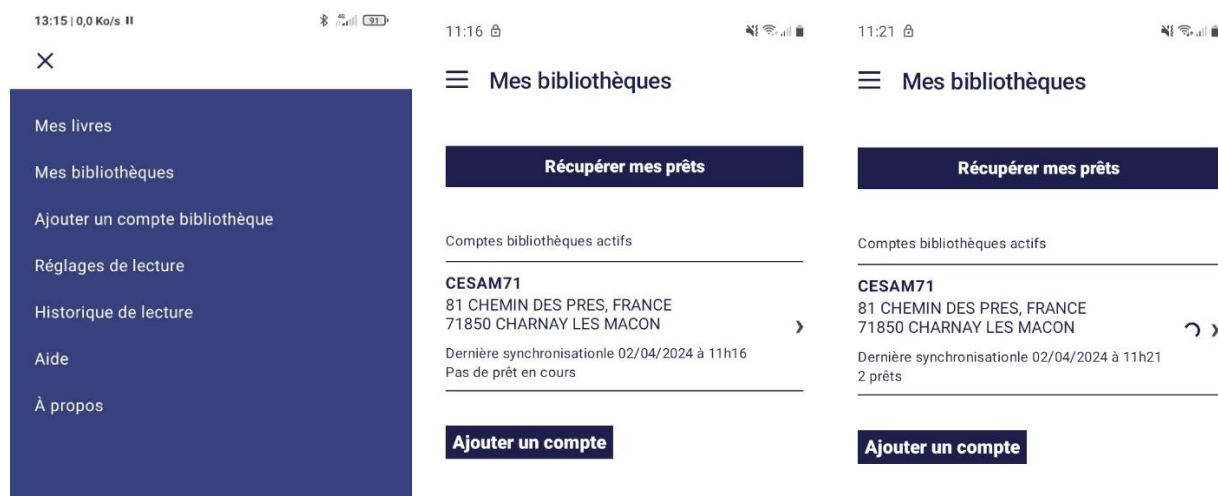 13:15 | 0,0 Ko/s
4G
91
Mes livres
Mes bibliothèques
Ajouter un compte bibliothèque
Réglages de lecture
Historique de lecture
Aide
À propos
11:16
Mes bibliothèques
Récupérer mes prêts
Comptes bibliothèques actifs
CESAM71
81 CHEMIN DES PRES, FRANCE
71850 CHARNAY LES MACON
Dernière synchronisationle 02/04/2024 à 11h16
Pas de prêt en cours
Ajouter un compte
11:21
Mes bibliothèques
Récupérer mes prêts
Comptes bibliothèques actifs
CESAM71
81 CHEMIN DES PRES, FRANCE
71850 CHARNAY LES MACON
Dernière synchronisationle 02/04/2024 à 11h21
2 prêts
Ajouter un compte